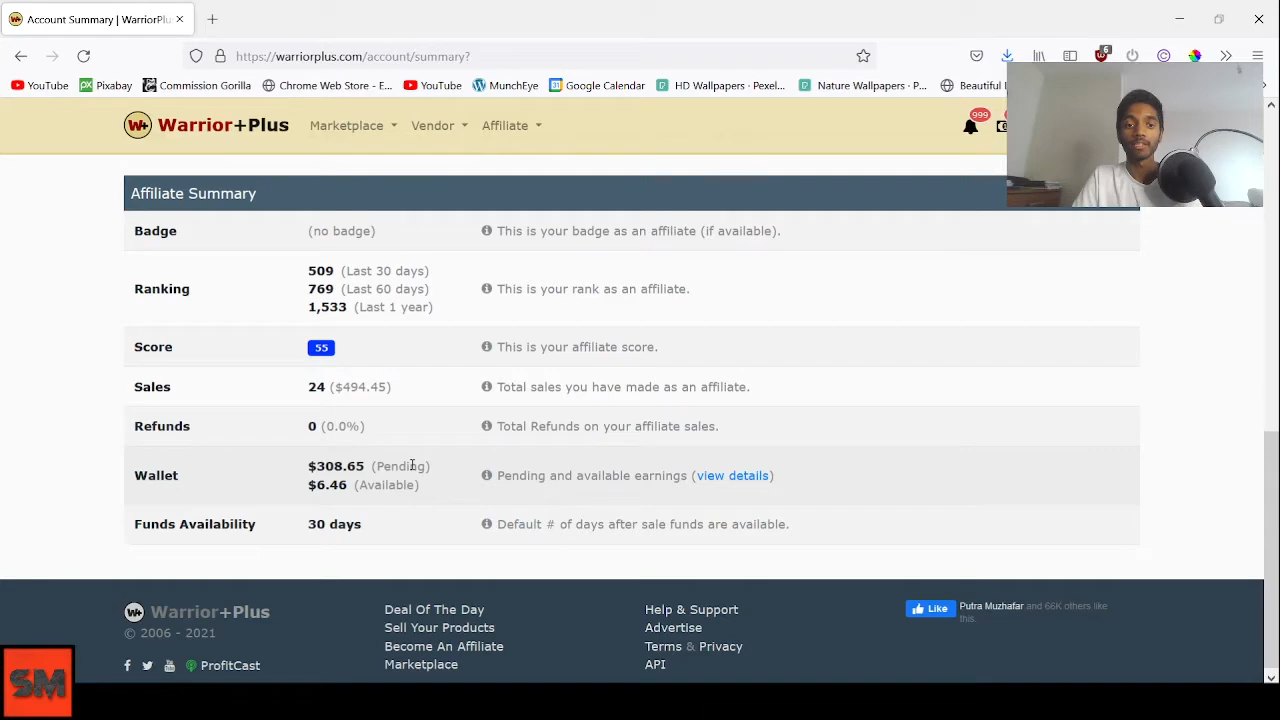 Account Summary | WarriorPlu
https://warriorplus.com/account/summary?
6
YouTube
Pixabay
Commission Gorilla
Chrome Web Store - E...
YouTube
MunchEye
Google Calendar
HD Wallpapers - Pexel...
Nature Wallpapers - P...
Beautiful
W+ Warrior+Plus
Marketplace
Vendor
Affiliate
999
Affiliate Summary
Badge (no badge) This is your badge as an affiliate (if available).
509 (Last 30 days)
Ranking 769 (Last 60 days) This is your rank as an affiliate.
1,533 (Last 1 year)
Score 55 This is your affiliate score.
Sales 24 ($494.45) Total sales you have made as an affiliate.
Refunds 0 (0.0%) Total Refunds on your affiliate sales.
$308.65 (Pending)
Wallet Pending and available earnings (view details)
$6.46 (Available)
Funds Availability 30 days Default # of days after sale funds are available.
W+ Warrior+Plus
© 2006 - 2021
ProfitCast
Deal Of The Day
Sell Your Products
Become An Affiliate
Marketplace
Help & Support
Advertise
Terms & Privacy
API
Like Putra Muzhafar and 66K others like
this.
SM